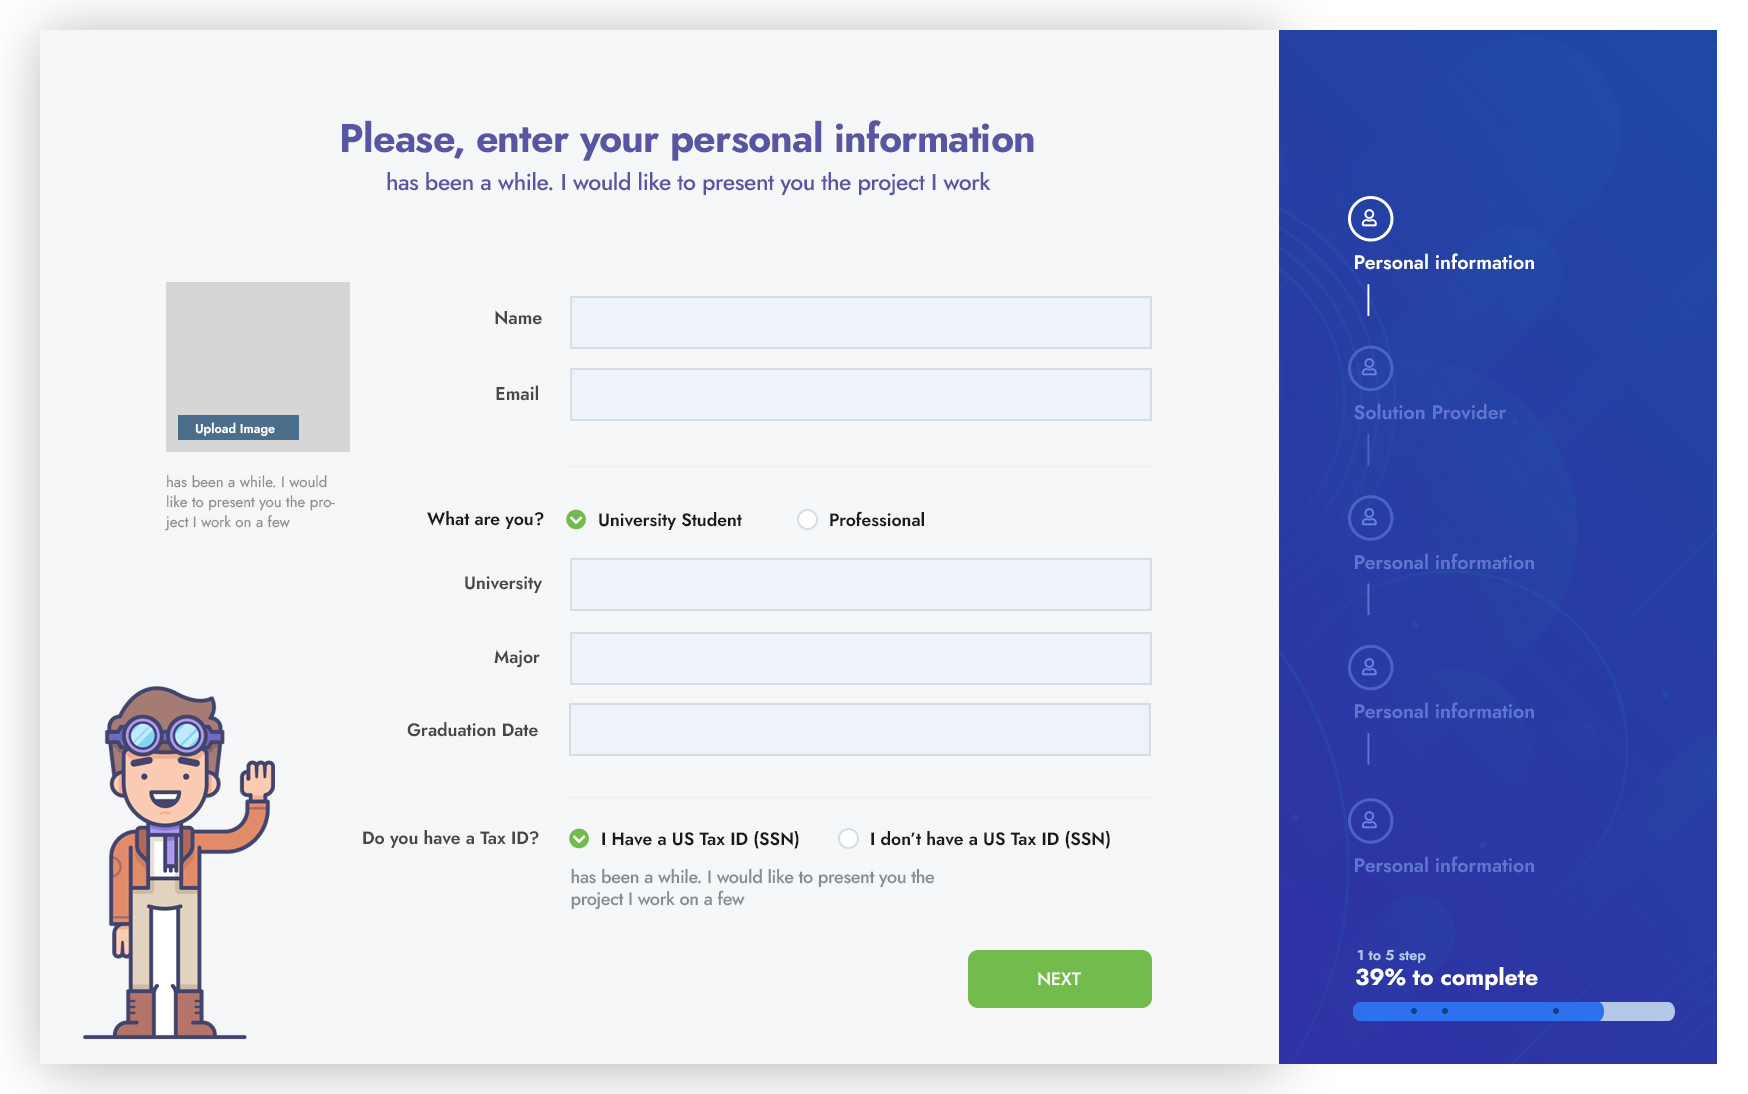 Please, enter your personal information
has been a while. I would like to present you the project I work
Upload Image
has been a while. I would
like to present you the pro-
ject I work on a few
Name
Email
What are you?
University Student
Professional
University
Major
Graduation Date
Do you have a Tax ID?
I Have a US Tax ID (SSN)
I don't have a US Tax ID (SSN)
has been a while. I would like to present you the
project I work on a few
NEXT
Personal information
Solution Provider
Personal information
Personal information
Personal information
1 to 5 step
39% to complete